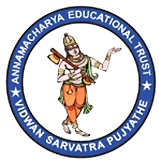 ANNAMACHARYA EDUCATIONAL TRUST
VIDWAN SARVATRA PUJYATHE